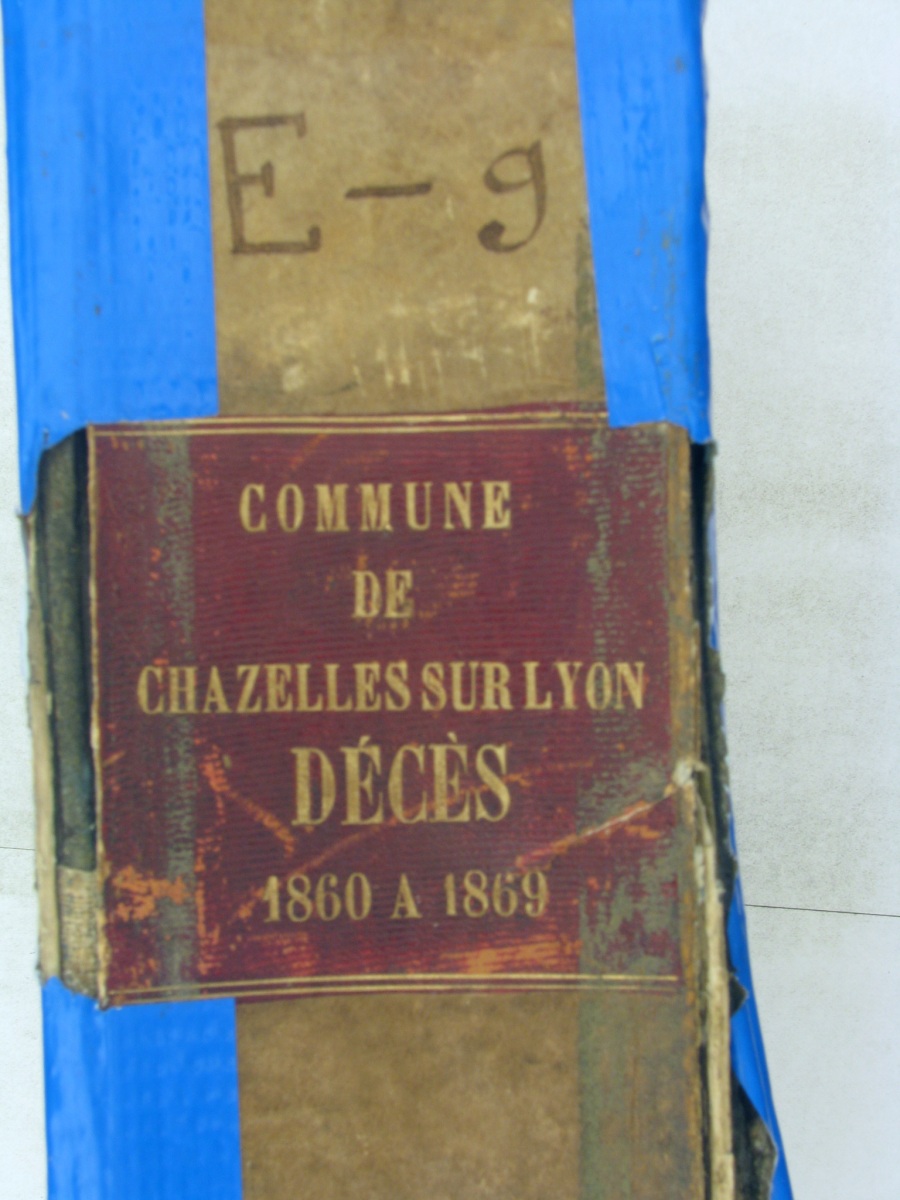 E - 9
COMMUNE
DE
CHAZELLES SUR LYON
DÉCÈS
1860 A 1869